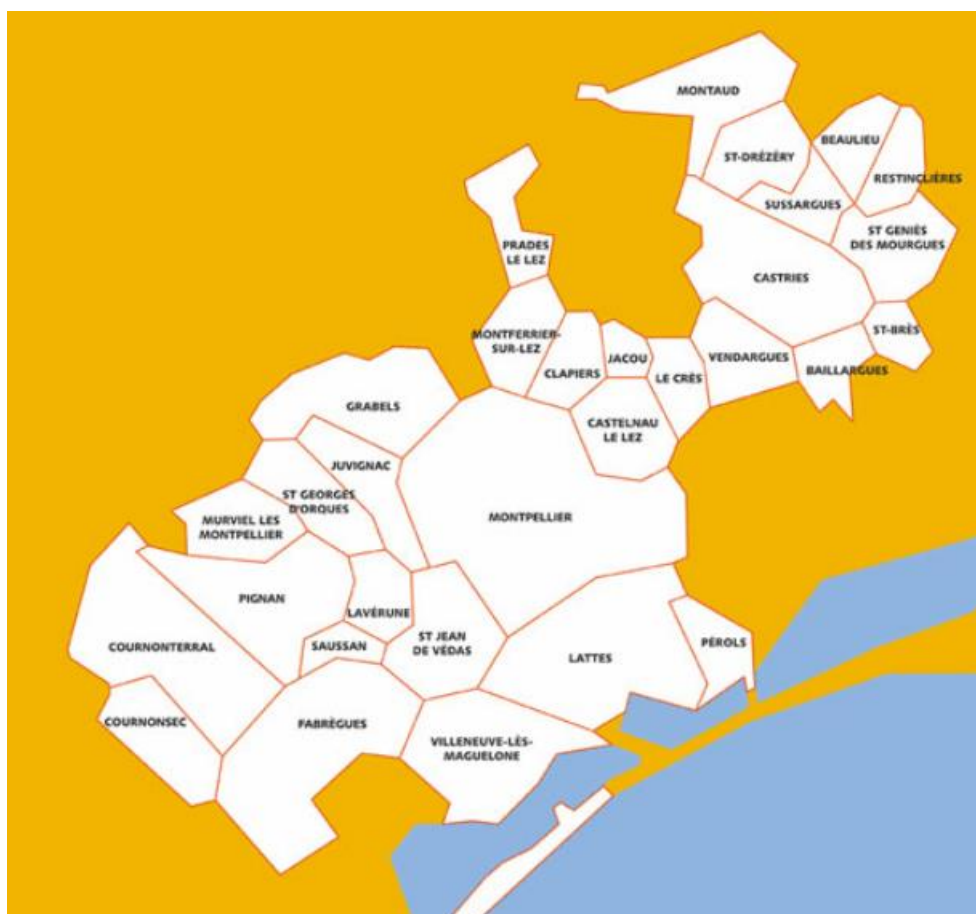 MONTAUD
BEAULIEU
ST-DRÉZÉRY
RESTINCLIÈRES
SUSSARGUES
ST GENIÈS
DES MOURGUES
PRADES
LE LEZ
CASTRIES
ST-BRÈS
MONTFERRIER-
SUR-LEZ
JACOU
VENDARGUES
CLAPIERS
LE CRÈS
BAILLARGUES
GRABELS
CASTELNAU
LE LEZ
JUVIGNAC
ST GEORGES
D'ORQUES
MURVIEL LES
MONTPELLIER
MONTPELLIER
PIGNAN
LAVÉRUNE
COURNONTERRAL
SAUSSAN
ST JEAN
DE VÉDAS
LATTES
PÉROLS
COURNONSEC
FABRÈGUES
VILLENEUVE-LÈS-
MAGUELONE